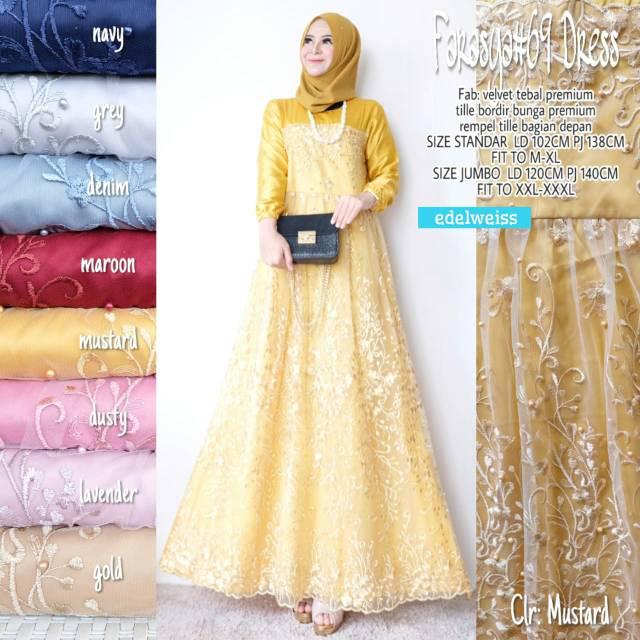 navy
grey
denim
maroon
mustard
dusty
lavender
gold
Farasya#69 Dress
Fab: velvet tebal premium
tille bordir bunga premium
rempel tille bagian depan
SIZE STANDAR LD 102CM PJ 138CM
FIT TO M-XL
SIZE JUMBO LD 120CM PJ 140CM
FIT TO XXL-XXXL
edelweiss
Clr: Mustard